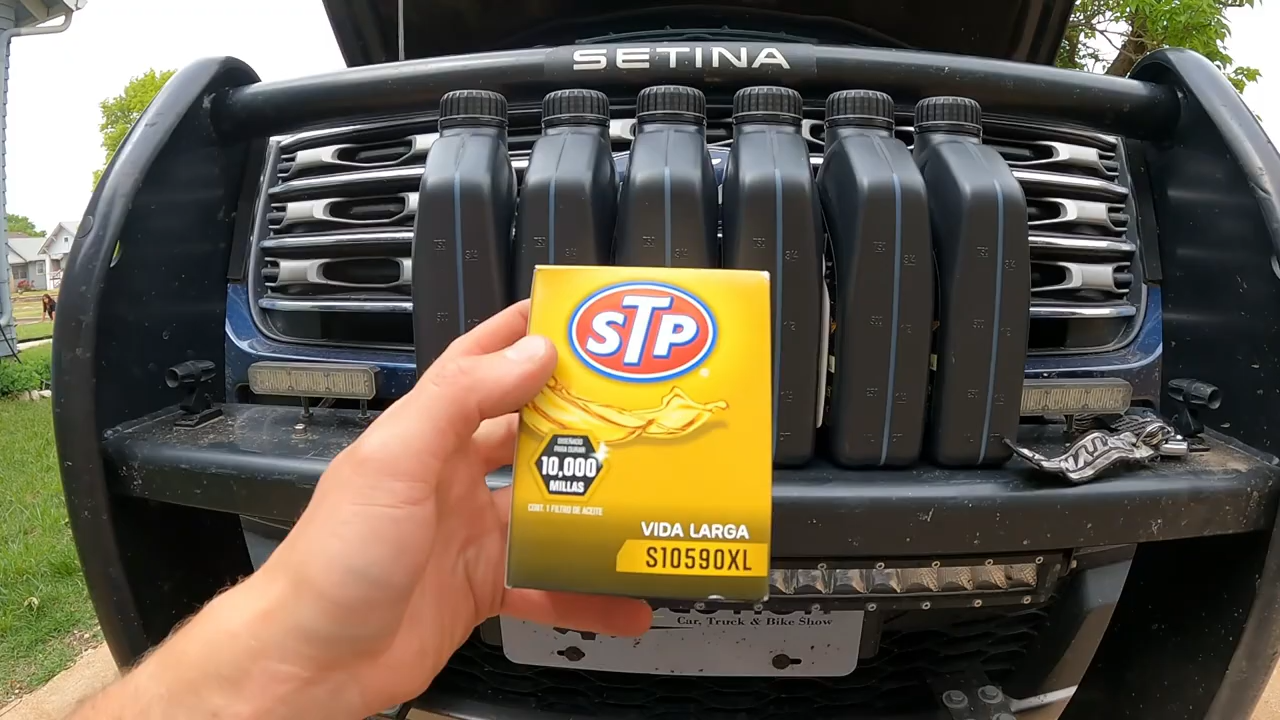 SETINA
STP
DISEÑADO
PARA DURAR
10,000
MILLAS
CONT. 1 FILTRO DE ACEITE
VIDA LARGA
S10590XL
Car, Truck & Bike Show